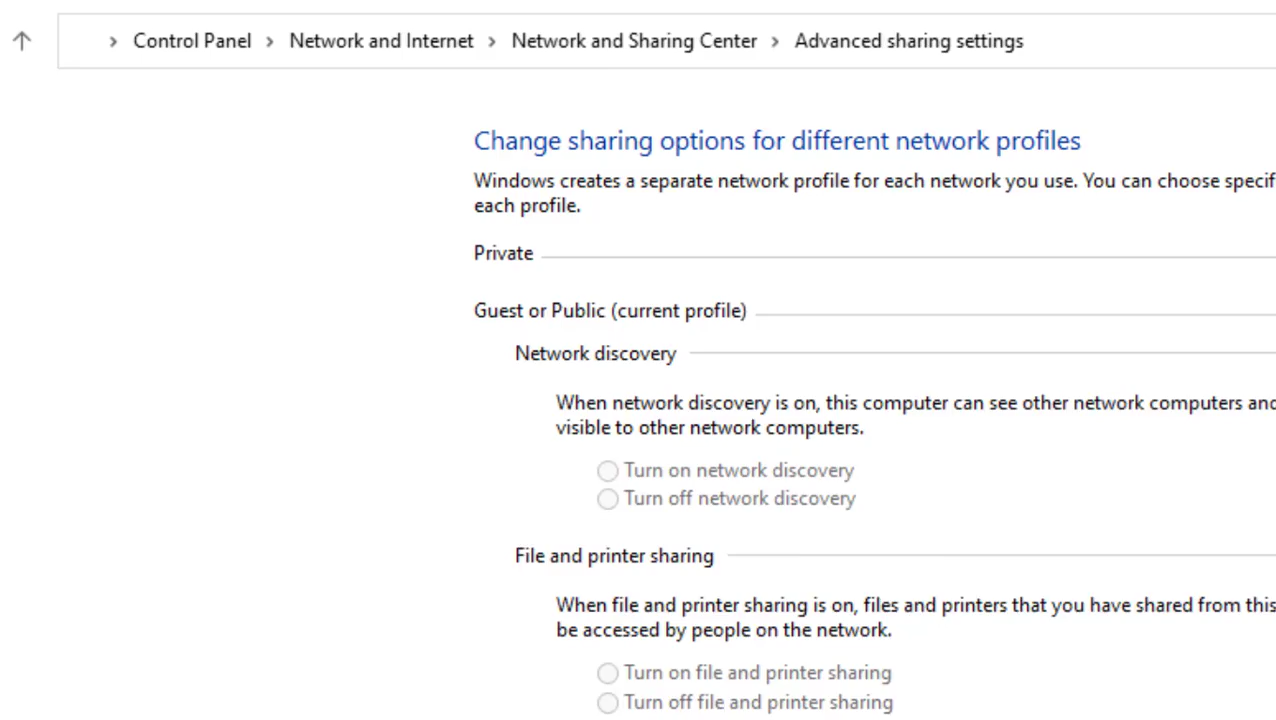 Control Panel > Network and Internet > Network and Sharing Center > Advanced sharing settings
Change sharing options for different network profiles
Windows creates a separate network profile for each network you use. You can choose
each profile.
Private
Guest or Public (current profile)
Network discovery
When network discovery is on, this computer can see other network computers
visible to other network computers.
Turn on network discovery
Turn off network discovery
File and printer sharing
When file and printer sharing is on, files and printers that you have shared from this
be accessed by people on the network.
Turn on file and printer sharing
Turn off file and printer sharing